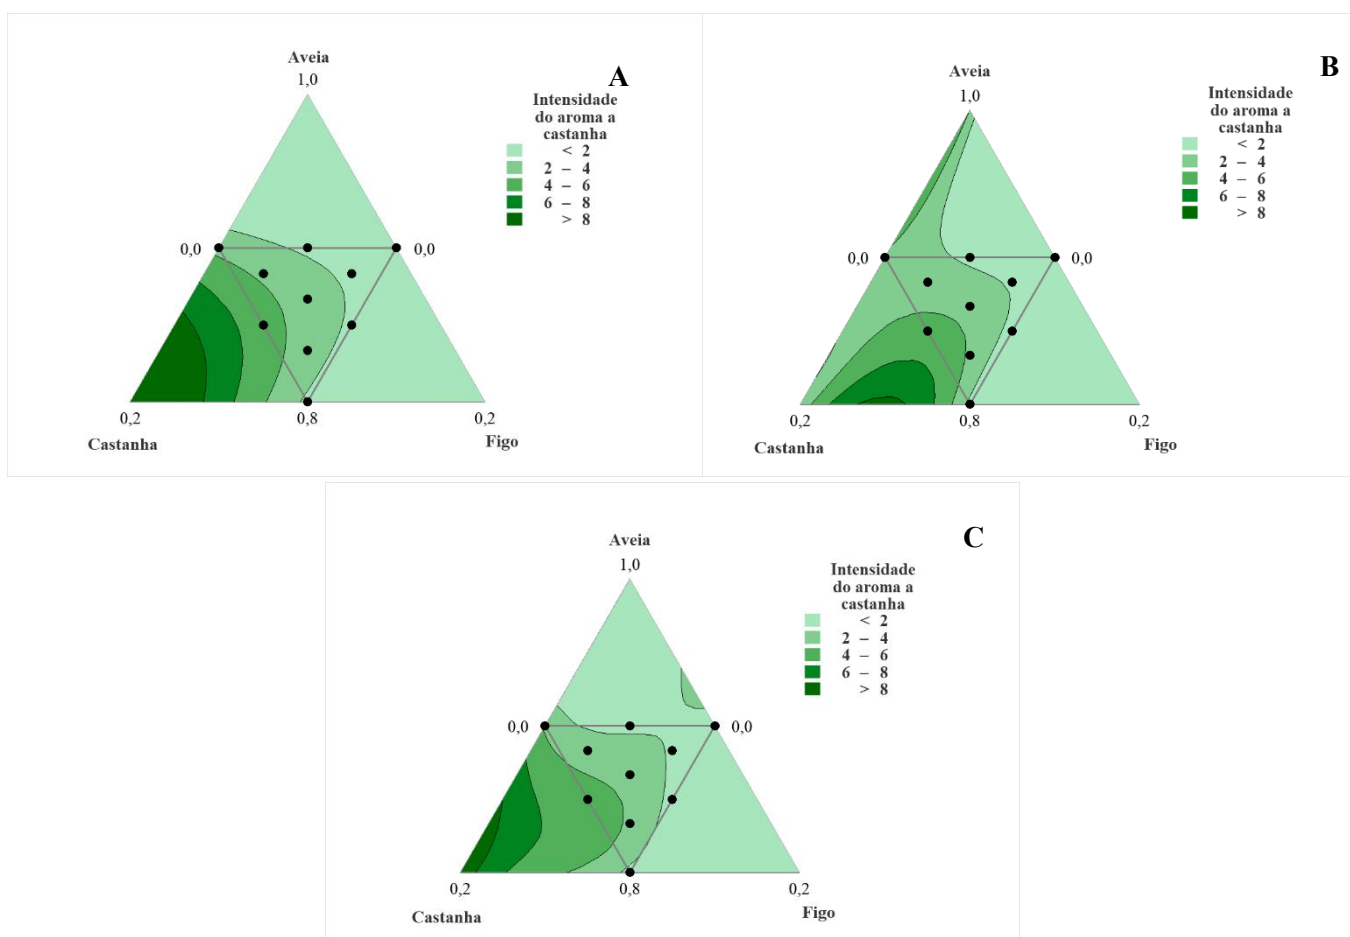 Aveia
1,0
A
Intensidade
do aroma a
castanha
< 2
2 – 4
4 – 6
6 – 8
> 8
0,0
0,0
0,2
0,8
0,2
Castanha
Figo
Aveia
1,0
B
Intensidade
do aroma a
castanha
< 2
2 – 4
4 – 6
6 – 8
> 8
0,0
0,0
0,2
0,8
0,2
Castanha
Figo
Aveia
1,0
C
Intensidade
do aroma a
castanha
< 2
2 – 4
4 – 6
6 – 8
> 8
0,0
0,0
0,2
0,8
0,2
Castanha
Figo